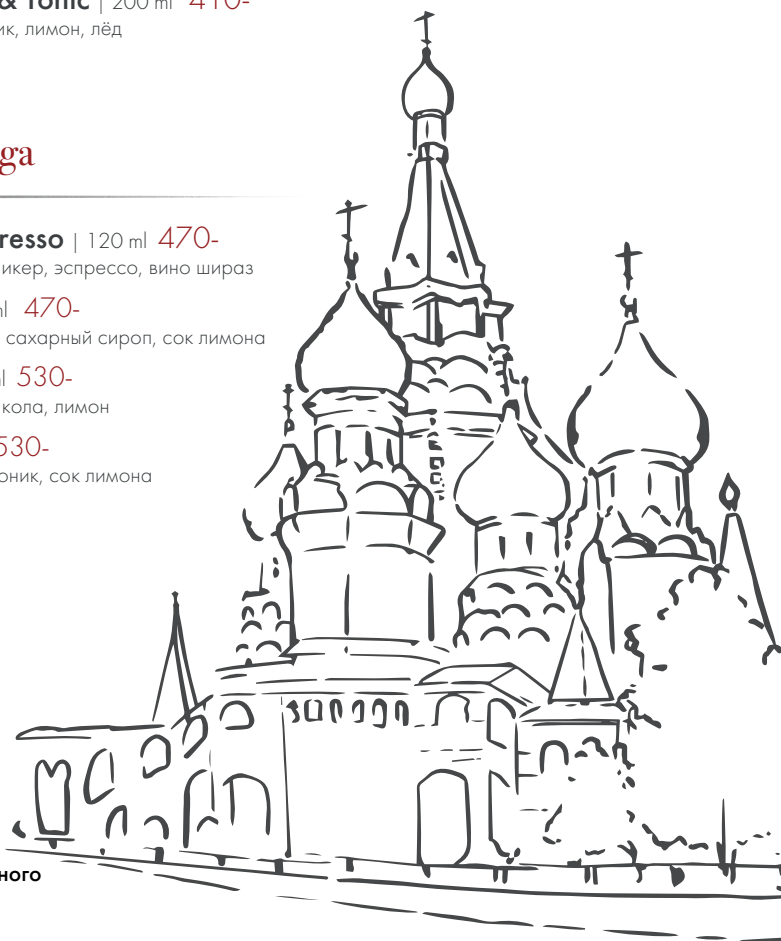 & Tonic | 200 ml 410-
ик, лимон, лёд
ga
resso | 120 ml 470-
икер, эспрессо, вино шираз
l 470-
сахарный сироп, сок лимона
l 530-
кола, лимон
530-
оник, сок лимона
ного